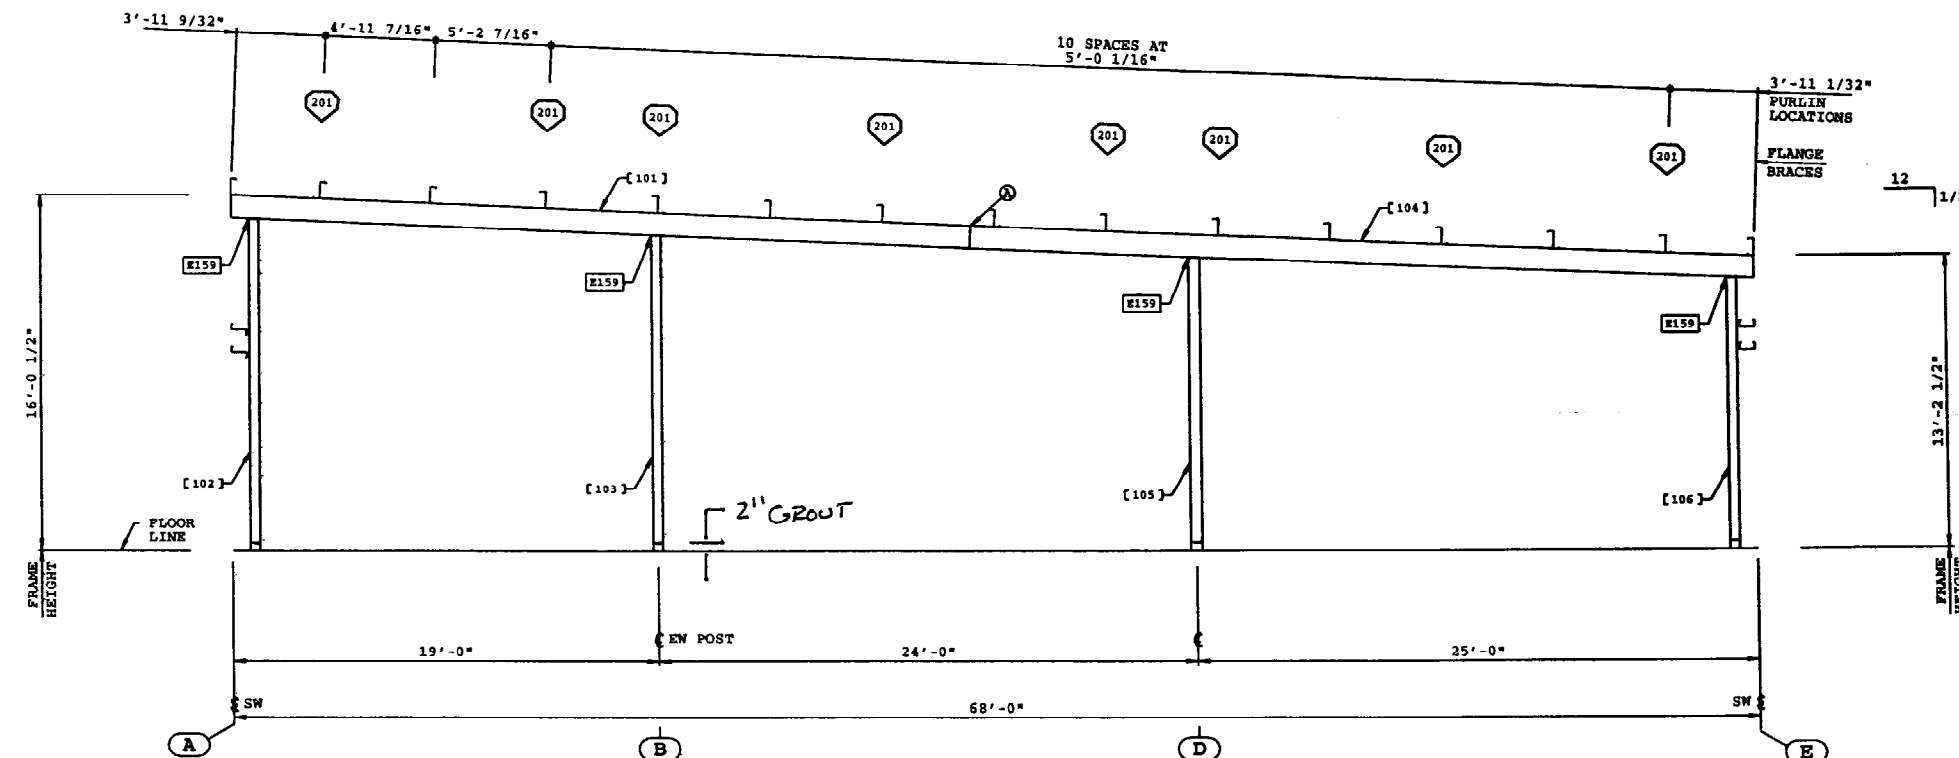 3'-11 9/32"
4'-11 7/16"
5'-2 7/16"
10 SPACES AT
5'-0 1/16"
3'-11 1/32"
PURLIN
LOCATIONS
201
201
201
201
201
201
201
201
FLANGE
BRACES
12
[101]
A
[104]
E159
E159
E159
E159
16'-0 1/2"
13'-2 1/2"
[102]
[103]
[105]
[106]
2" GROUT
FLOOR
LINE
FRAME
HEIGHT
FRAME
HEIGHT
EW POST
19'-0"
24'-0"
25'-0"
SW
68'-0"
SW
A
B
D
E